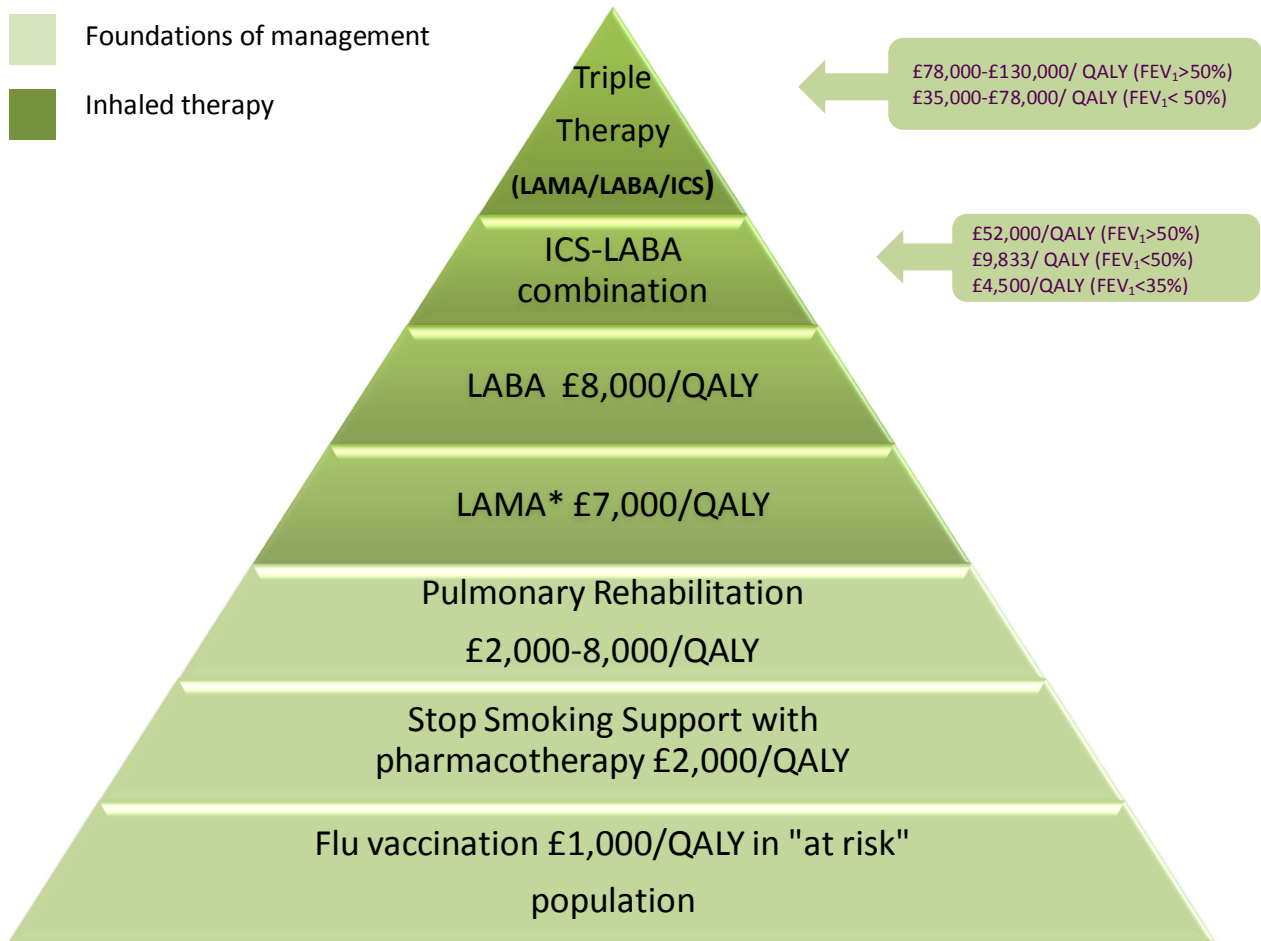 Foundations of management
Inhaled therapy
Triple
Therapy
(LAMA/LABA/ICS)
£78,000-£130,000/ QALY (FEV₁>50%)
£35,000-£78,000/ QALY (FEV₁< 50%)
ICS-LABA
combination
£52,000/QALY (FEV₁>50%)
£9,833/ QALY (FEV₁<50%)
£4,500/QALY (FEV₁<35%)
LABA £8,000/QALY
LAMA* £7,000/QALY
Pulmonary Rehabilitation
£2,000-8,000/QALY
Stop Smoking Support with
pharmacotherapy £2,000/QALY
Flu vaccination £1,000/QALY in "at risk"
population